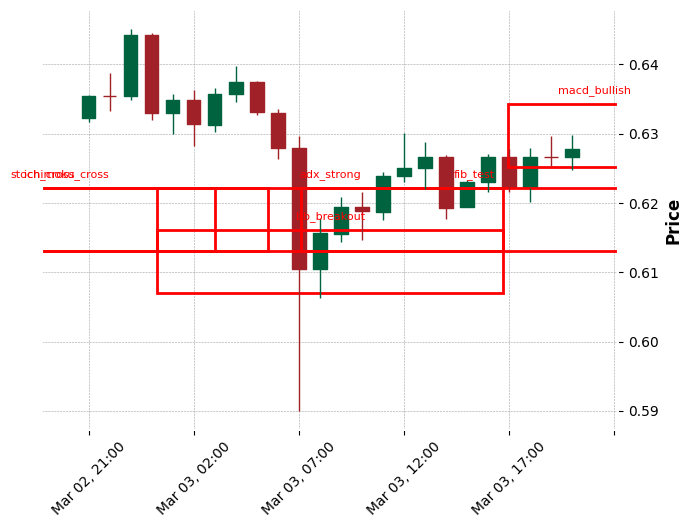 0.64
macd_bullish
0.63
stoch_cross
ichimoku_cross
adx_strong
fib_test
0.62
0.61
0.60
0.59
Price
Mar 02, 21:00
Mar 03, 02:00
Mar 03, 07:00
Mar 03, 12:00
Mar 03, 17:00